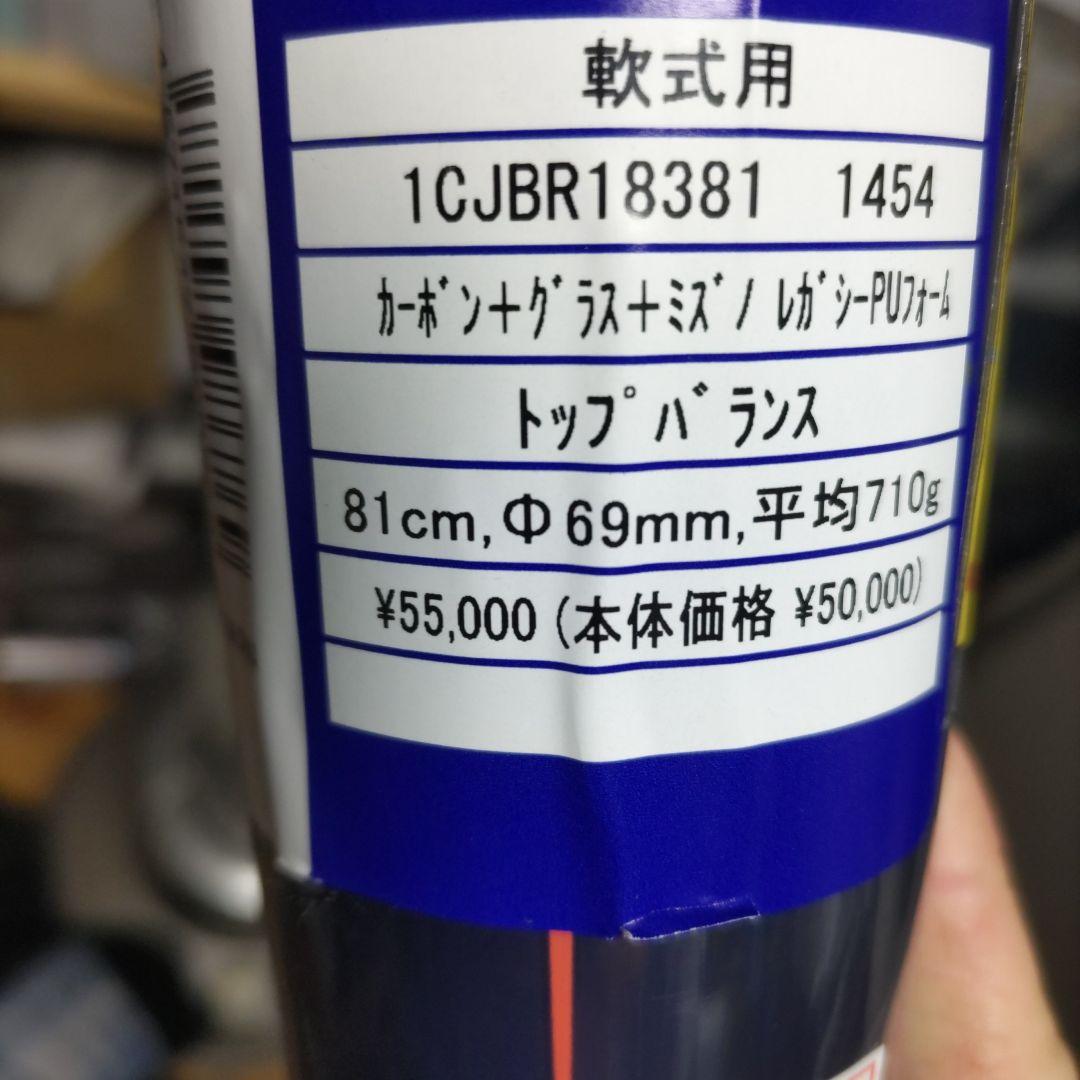 軟式用
1CJBR18381 1454
ｶｰﾎﾞﾝ＋ｸﾞﾗｽ＋ﾐｽﾞﾉ ﾚｶﾞｼｰPUﾌｫｰﾑ
ﾄｯﾌﾟﾊﾞﾗﾝｽ
81cm,Φ69mm,平均710g
¥55,000 (本体価格 ¥50,000)